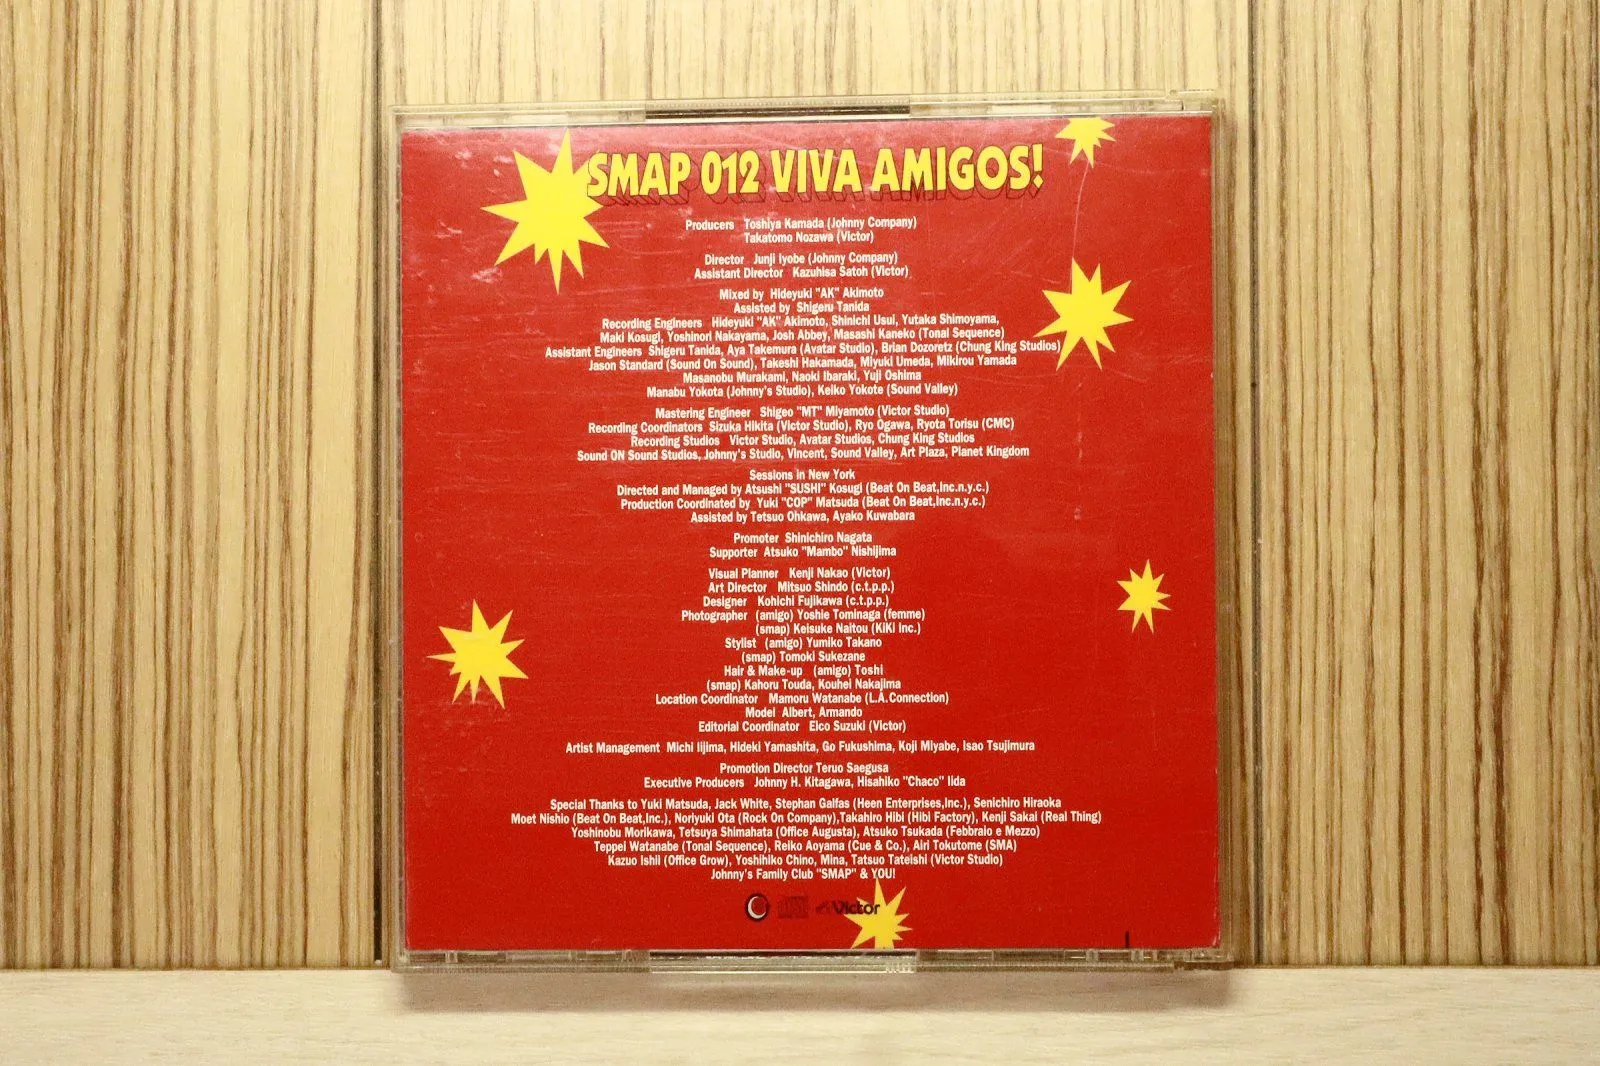 SMAP 012 VIVA AMIGOS!
Producers Toshiya Kamada (Johnny Company)
Takatomo Nozawa (Victor)
Director Junji Iyobe (Johnny Company)
Assistant Director Kazuhisa Satoh (Victor)
Mixed by Hideyuki "AK" Akimoto
Assisted by Shigeru Tanida
Recording Engineers Hideyuki "AK" Akimoto, Shinichi Usui, Yutaka Shimoyama,
Maki Kosugi, Yoshinori Nakayama, Josh Abbey, Masashi Kaneko (Tonal Sequence)
Assistant Engineers Shigeru Tanida, Aya Takemura (Avatar Studio), Brian Dozoretz (Chung King Studios)
Jason Standard (Sound On Sound), Takeshi Hakamada, Miyuki Umeda, Mikirou Yamada
Masanobu Murakami, Naoki Ibaraki, Yuji Oshima
Manabu Yokota (Johnny's Studio), Keiko Yokote (Sound Valley)
Mastering Engineer Shigeo "MT" Miyamoto (Victor Studio)
Recording Coordinators Sizuka Hikita (Victor Studio), Ryo Ogawa, Ryota Torisu (CMC)
Recording Studios Victor Studio, Avatar Studios, Chung King Studios
Sound ON Sound Studios, Johnny's Studio, Vincent, Sound Valley, Art Plaza, Planet Kingdom
Sessions In New York
Directed and Managed by Atsushi "SUSHI" Kosugi (Beat On Beat,Inc.n.y.c.)
Production Coordinated by Yuki "COP" Matsuda (Beat On Beat,Inc.n.y.c.)
Assisted by Tetsuo Ohkawa, Ayako Kuwabara
Promoter Shinichiro Nagata
Supporter Atsuko "Mambo" Nishijima
Visual Planner Kenji Nakao (Victor)
Art Director Mitsuo Shindo (c.t.p.p.)
Designer Kohichi Fujikawa (c.t.p.p.)
Photographer (amigo) Yoshie Tominaga (femme)
(smap) Keisuke Naitou (KiKi Inc.)
Stylist (amigo) Yumiko Takano
(smap) Tomoki Sukezane
Hair & Make-up (amigo) Toshi
(smap) Kahoru Touda, Kouhei Nakajima
Location Coordinator Mamoru Watanabe (L.A.Connection)
Model Albert, Armando
Editorial Coordinator Eico Suzuki (Victor)
Artist Management Michi Iijima, Hideki Yamashita, Go Fukushima, Koji Miyabe, Isao Tsujimura
Promotion Director Teruo Saegusa
Executive Producers Johnny H. Kitagawa, Hisahiko "Chaco" Iida
Special Thanks to Yuki Matsuda, Jack White, Stephan Galfas (Heen Enterprises,Inc.), Senichiro Hiraoka
Moet Nishio (Beat On Beat,Inc.), Noriyuki Ota (Rock On Company),Takahiro Hibi (Hibi Factory), Kenji Sakai (Real Thing)
Yoshinobu Morikawa, Tetsuya Shimahata (Office Augusta), Atsuko Tsukada (Febbraio e Mezzo)
Teppei Watanabe (Tonal Sequence), Reiko Aoyama (Cue & Co.), Airi Tokutome (SMA)
Kazuo Ishii (Office Grow), Yoshihiko Chino, Mina, Tatsuo Tateishi (Victor Studio)
Johnny's Family Club "SMAP" & YOU!
Victor